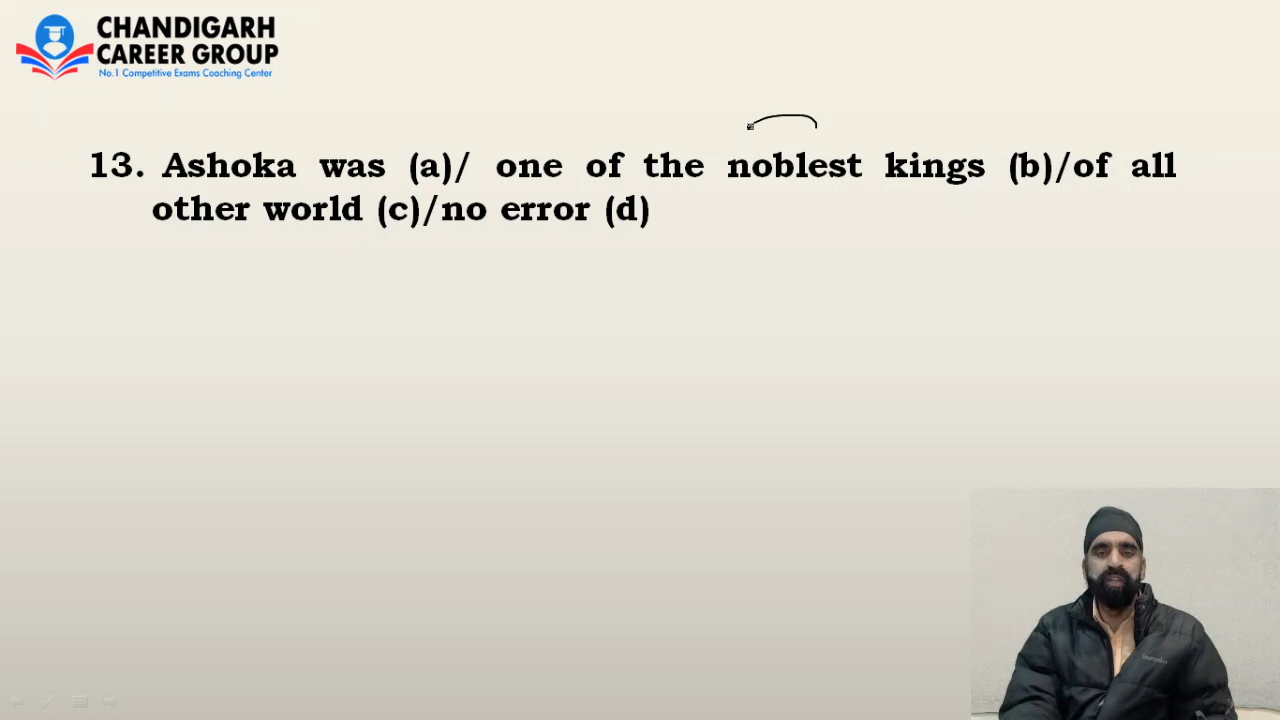 CHANDIGARH
CAREER GROUP
No.1 Competitive Exams Coaching Center
13. Ashoka was (a)/ one of the noblest kings (b)/of all
other world (c)/no error (d)